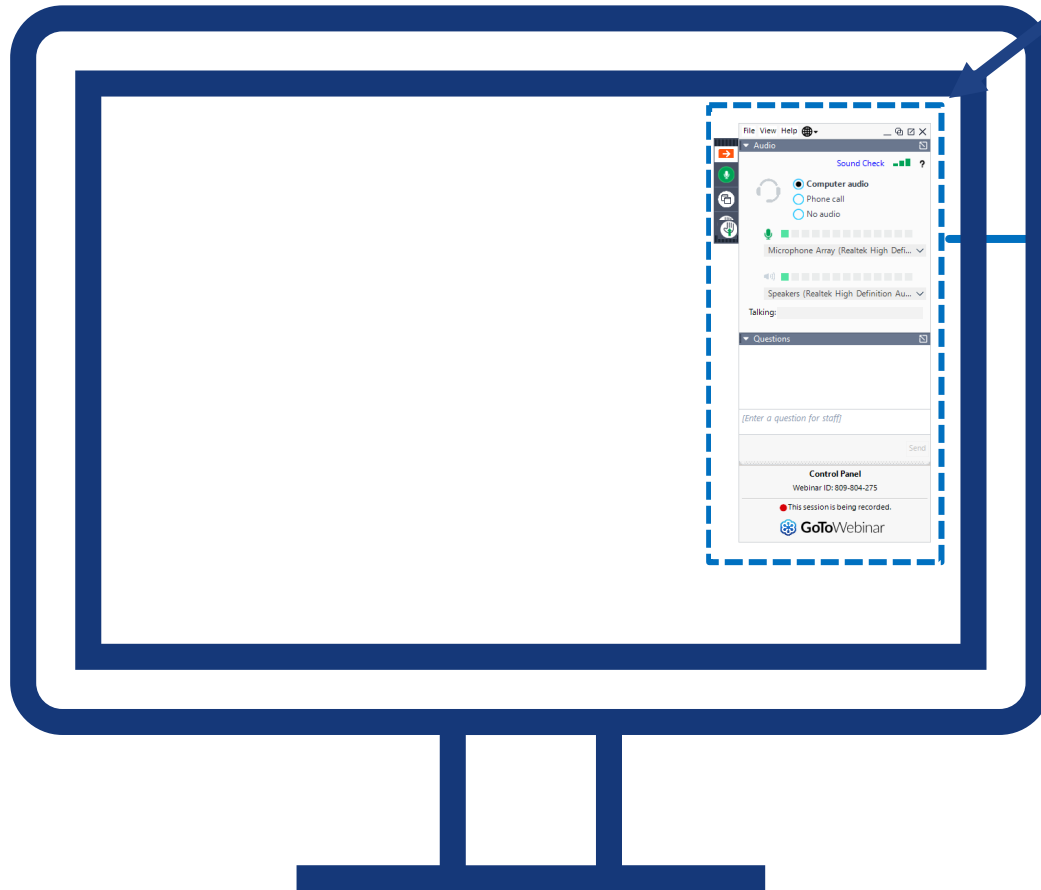 File View Help
Audio
Sound Check ?
Computer audio
Phone call
No audio
Microphone Array (Realtek High Defi...
Speakers (Realtek High Definition Au...
Talking:
Questions
[Enter a question for staff]
Send
Control Panel
Webinar ID: 809-804-275
This session is being recorded.
GoToWebinar